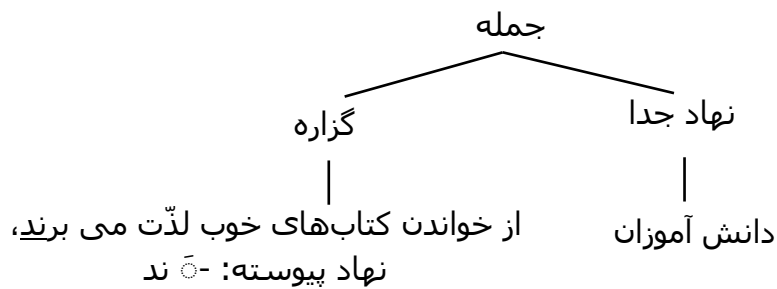 جمله
نهاد جدا
گزاره
دانش آموزان
از خواندن کتاب‌های خوب لذّت می برند،
نهاد پیوسته: -َ ند